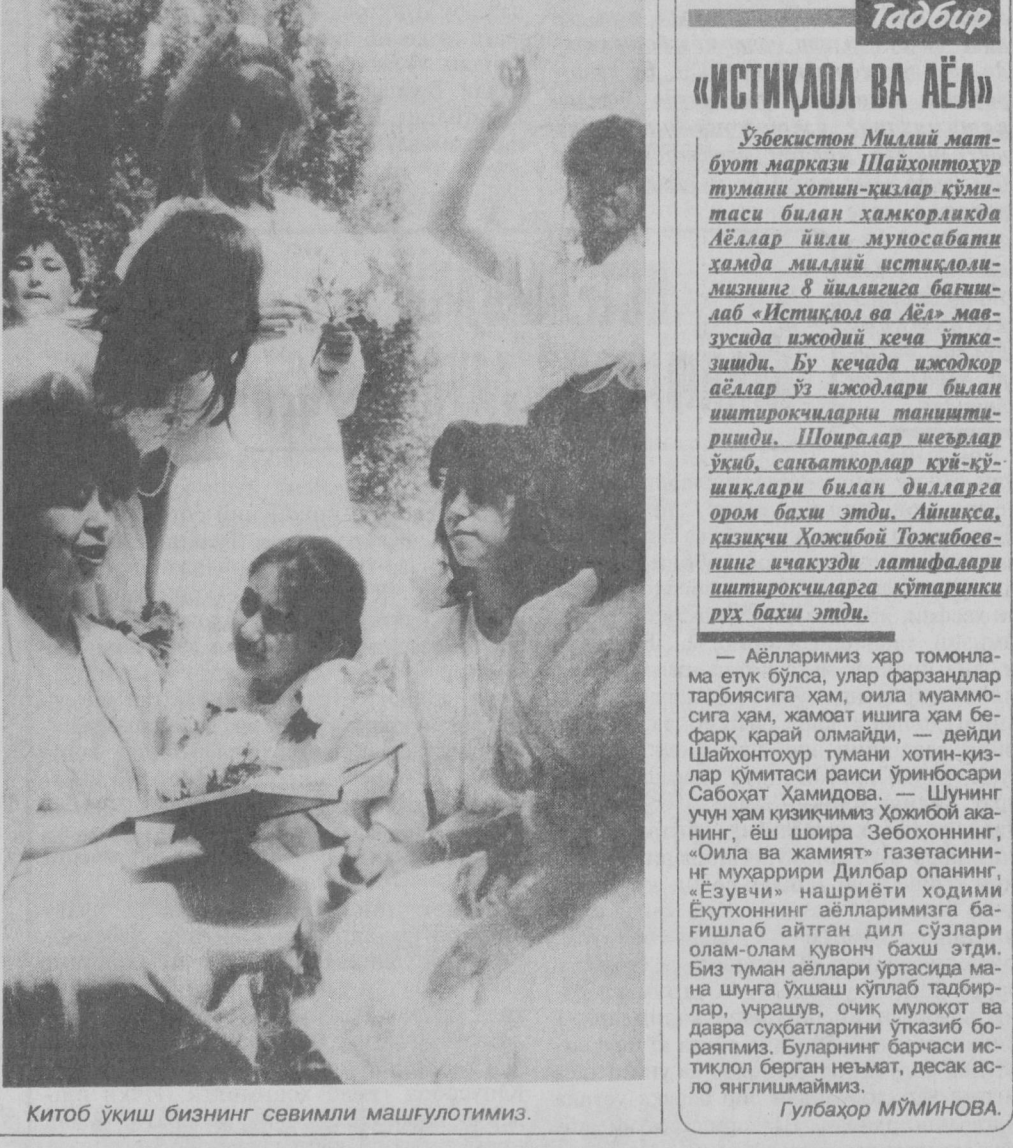 Тадбир
«ИСТИҚЛОЛ ВА АЁЛ»
Ўзбекистон Миллий мат-
буот маркази Шайхонтоҳур
тумани хотин-қизлар қўми-
таси билан ҳамкорликда
Аёллар йили муносабати
ҳамда миллий истиқлоли-
мизнинг 8 йиллигига бағиш-
лаб «Истиқлол ва Аёл» мав-
зусида ижодий кеча ўтка-
зишди. Бу кечада ижодкор
аёллар ўз ижодлари билан
иштирокчиларни таништи-
ришди. Шоиралар шеърлар
ўқиб, санъаткорлар куй-қў-
шиқлари билан дилларга
ором бахш этди. Айниқса,
қизиқчи Ҳожибой Тожибоев-
нинг ичакузди латифалари
иштирокчиларга кўтаринки
руҳ бахш этди.
— Аёлларимиз ҳар томонла-
ма етук бўлса, улар фарзандлар
тарбиясига ҳам, оила муаммо-
сига ҳам, жамоат ишига ҳам бе-
фарқ қарай олмайди, — дейди
Шайхонтоҳур тумани хотин-қиз-
лар қўмитаси раиси ўринбосари
Сабоҳат Ҳамидова. — Шунинг
учун ҳам қизиқчимиз Ҳожибой ака-
нинг, ёш шоира Зебохоннинг,
«Оила ва жамият» газетасини-
нг муҳаррири Дилбар опанинг,
«Ёзувчи» нашриёти ходими
Ёқутхоннинг аёлларимизга ба-
ғишлаб айтган дил сўзлари
олам-олам қувонч бахш этди.
Биз туман аёллари ўртасида ма-
на шунга ўхшаш кўплаб тадбир-
лар, учрашув, очиқ мулоқот ва
давра суҳбатларини ўтказиб бо-
раяпмиз. Буларнинг барчаси ис-
тиқлол берган неъмат, десак ас-
ло янглишмаймиз.
Гулбаҳор МЎМИНОВА.
Китоб ўқиш бизнинг севимли машғулотимиз.